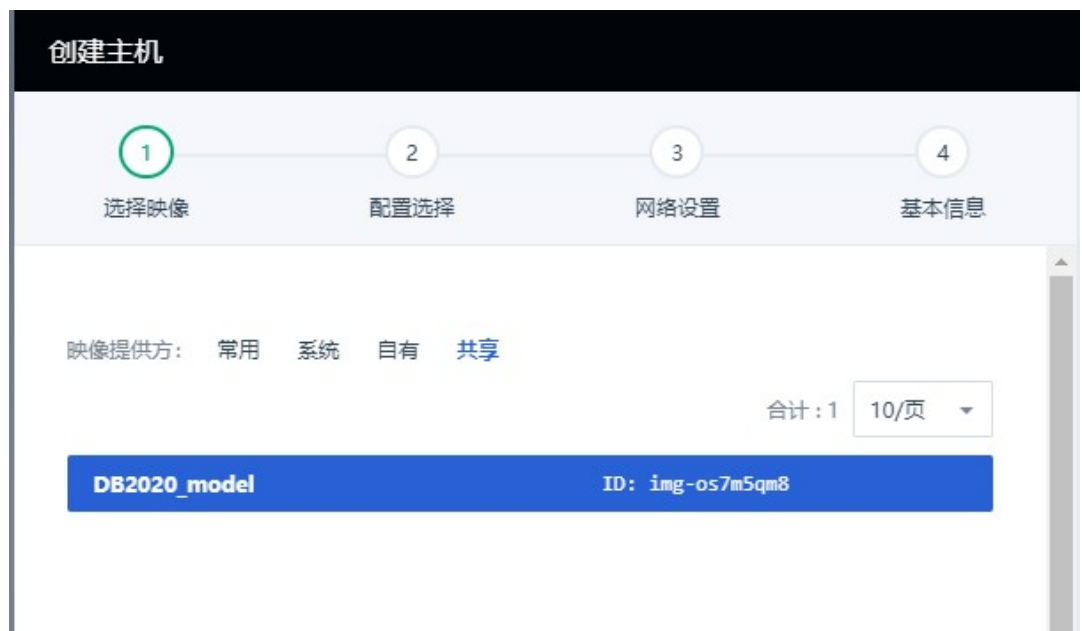 创建主机
1 2 3 4
选择映像 配置选择 网络设置 基本信息
映像提供方: 常用 系统 自有 共享
合计 : 1 10/页
DB2020_model ID: img-os7m5qm8